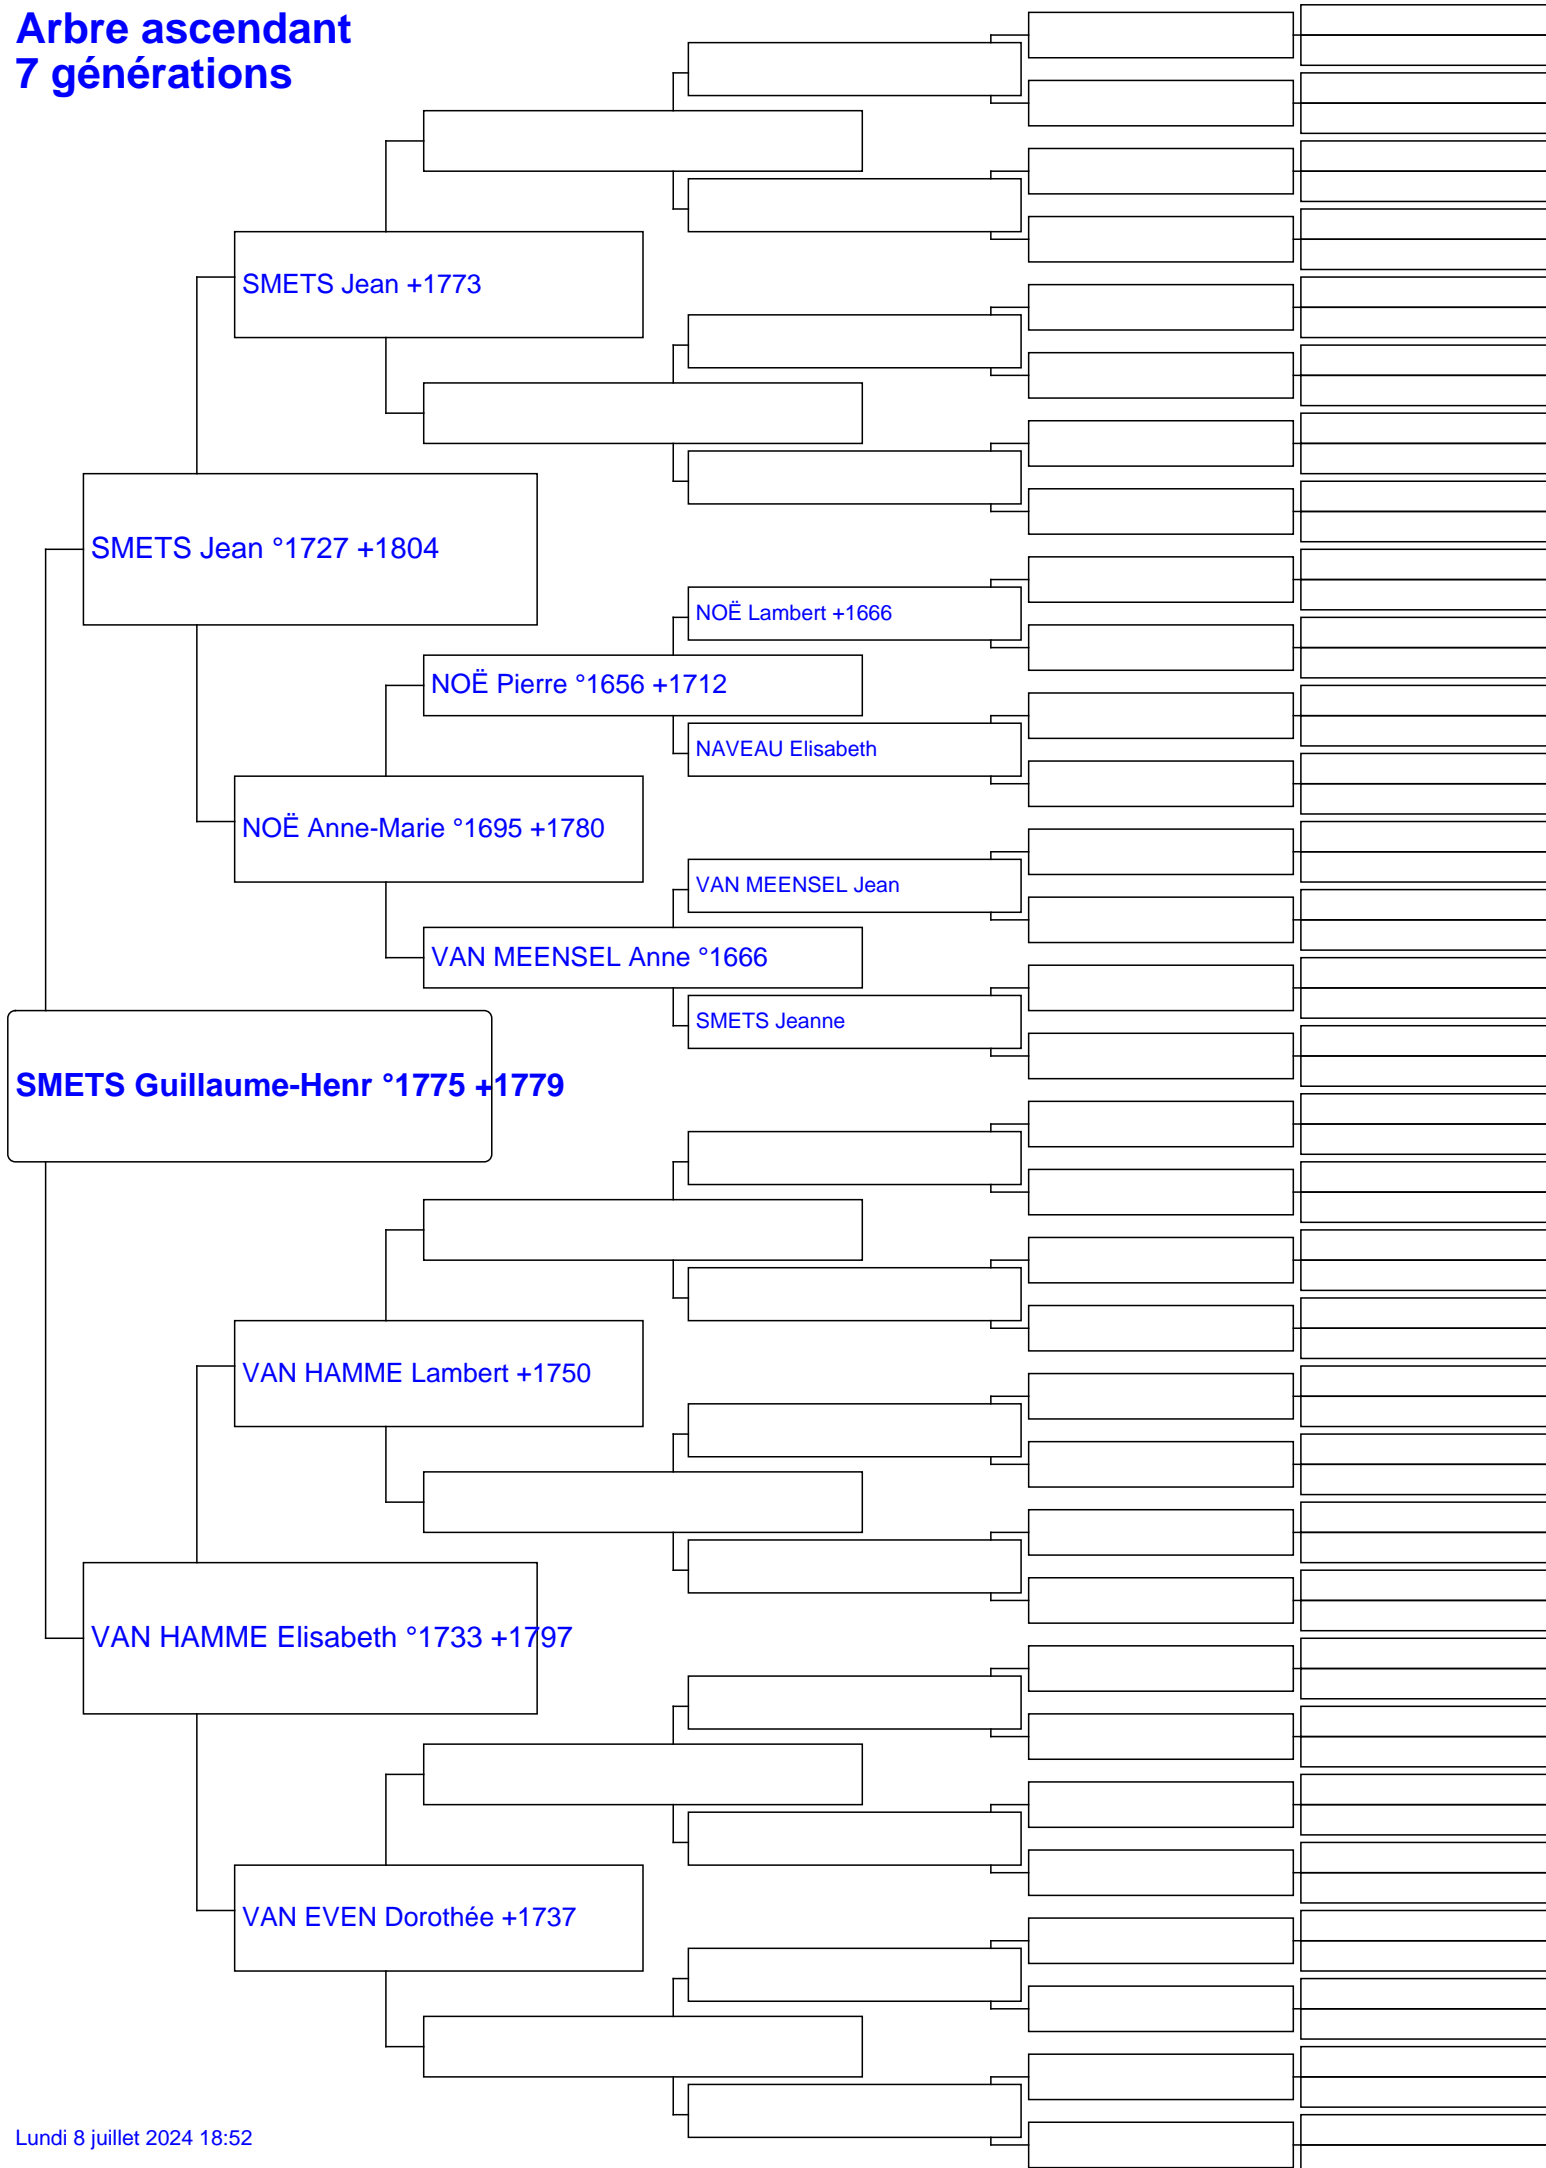 Arbre ascendant
7 générations
SMETS Jean +1773
SMETS Jean °1727 +1804
NOË Lambert +1666
NOË Pierre °1656 +1712
NAVEAU Elisabeth
NOË Anne-Marie °1695 +1780
VAN MEENSEL Jean
VAN MEENSEL Anne °1666
SMETS Jeanne
SMETS Guillaume-Henr °1775 +1779
VAN HAMME Lambert +1750
VAN HAMME Elisabeth °1733 +1797
VAN EVEN Dorothée +1737
Lundi 8 juillet 2024 18:52